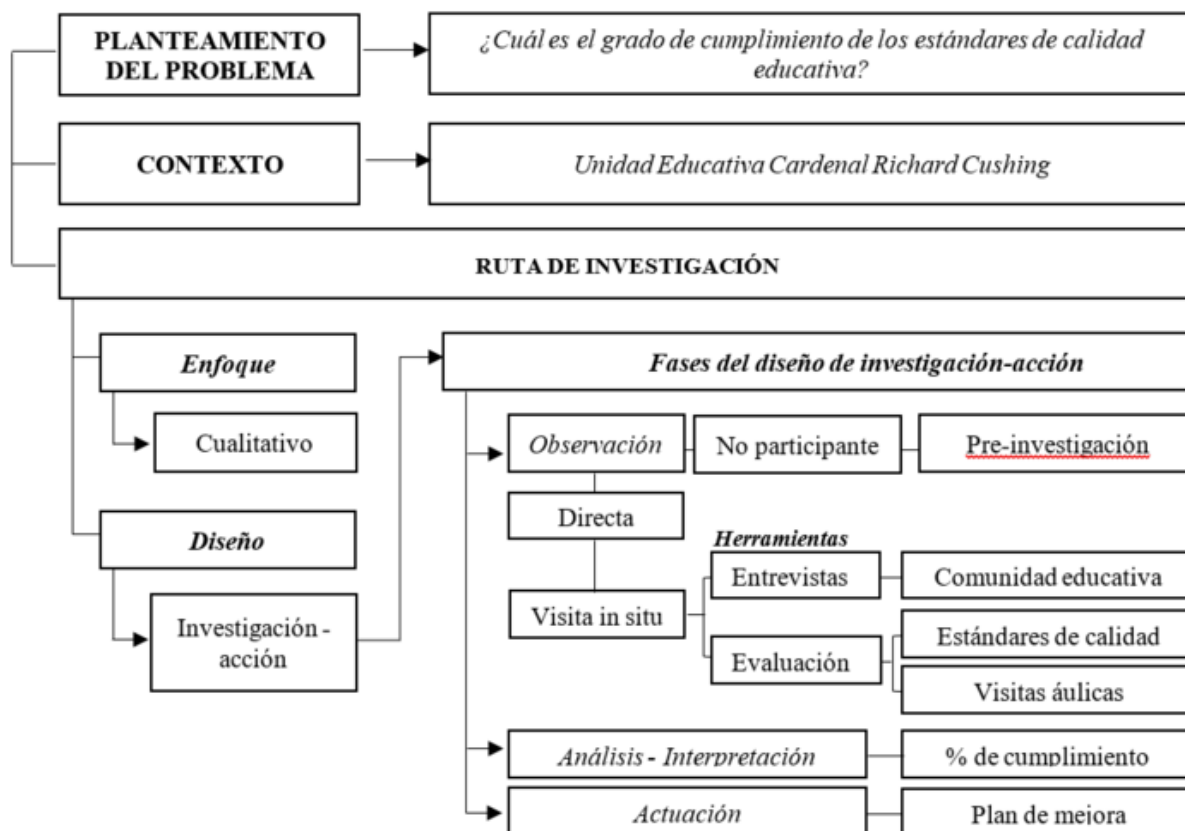 PLANTEAMIENTO
DEL PROBLEMA
¿Cuál es el grado de cumplimiento de los estándares de calidad
educativa?
CONTEXTO
Unidad Educativa Cardenal Richard Cushing
RUTA DE INVESTIGACIÓN
Enfoque
Cualitativo
Diseño
Investigación -
acción
Fases del diseño de investigación-acción
Observación
No participante
Pre-investigación
Directa
Visita in situ
Herramientas
Entrevistas
Comunidad educativa
Evaluación
Estándares de calidad
Visitas áulicas
Análisis - Interpretación
% de cumplimiento
Actuación
Plan de mejora